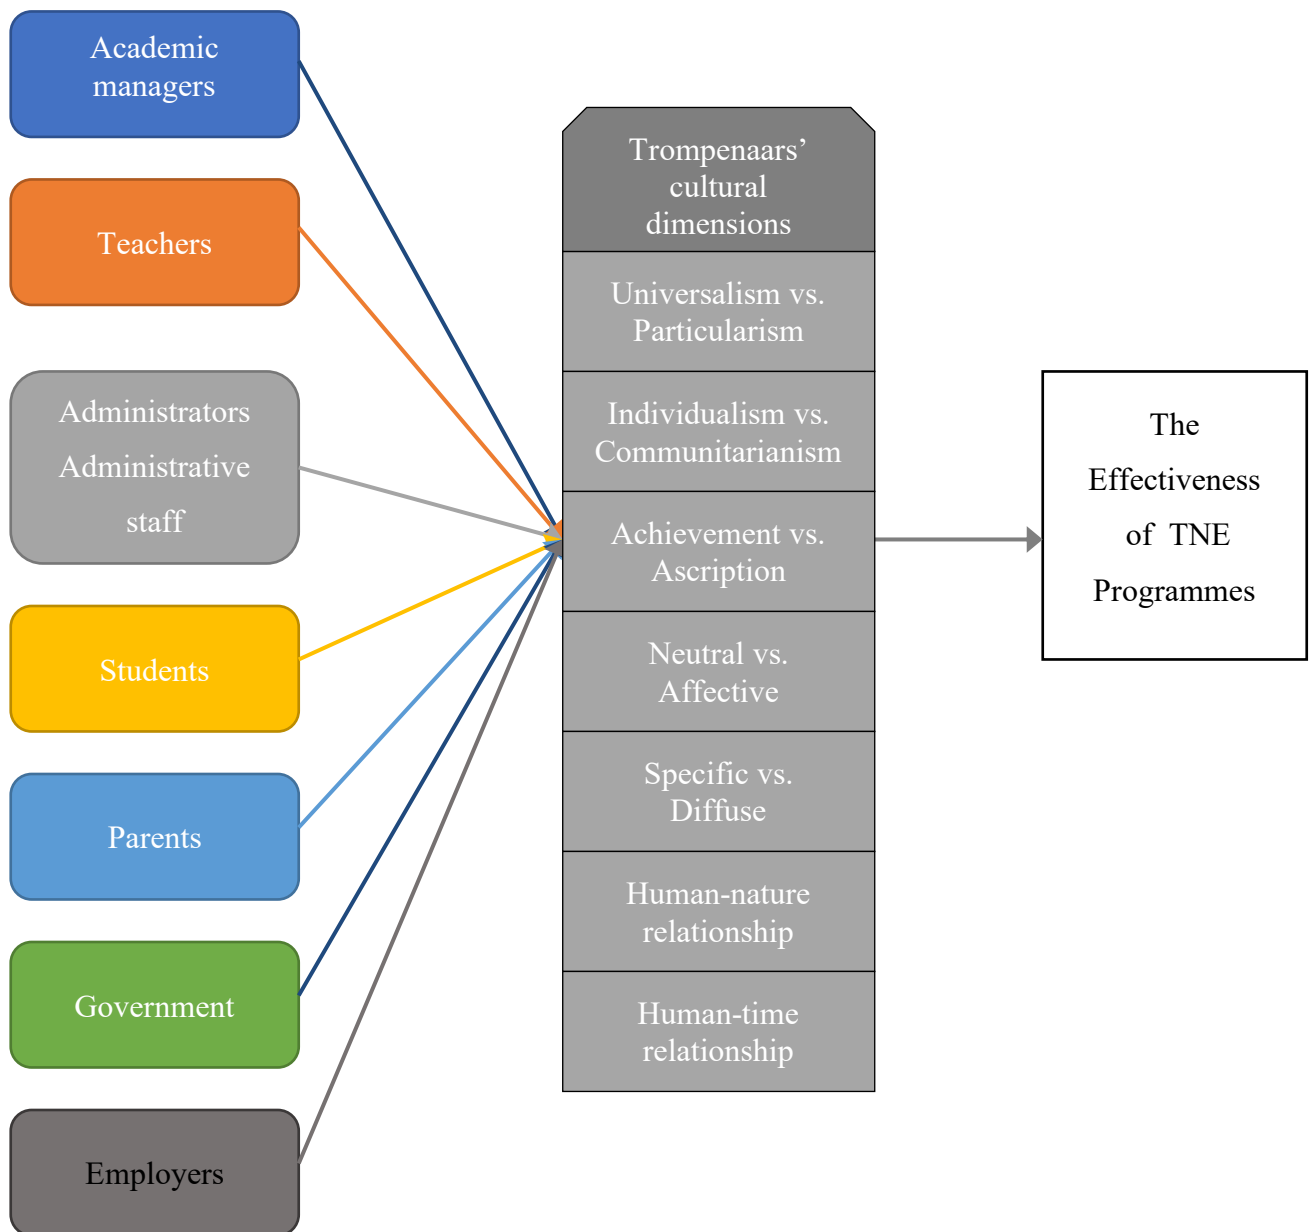 Academic
managers
Teachers
Administrators
Administrative
staff
Students
Parents
Government
Employers
Trompenaars’
cultural
dimensions
Universalism vs.
Particularism
Individualism vs.
Communitarianism
Achievement vs.
Ascription
Neutral vs.
Affective
Specific vs.
Diffuse
Human-nature
relationship
Human-time
relationship
The
Effectiveness
of TNE
Programmes